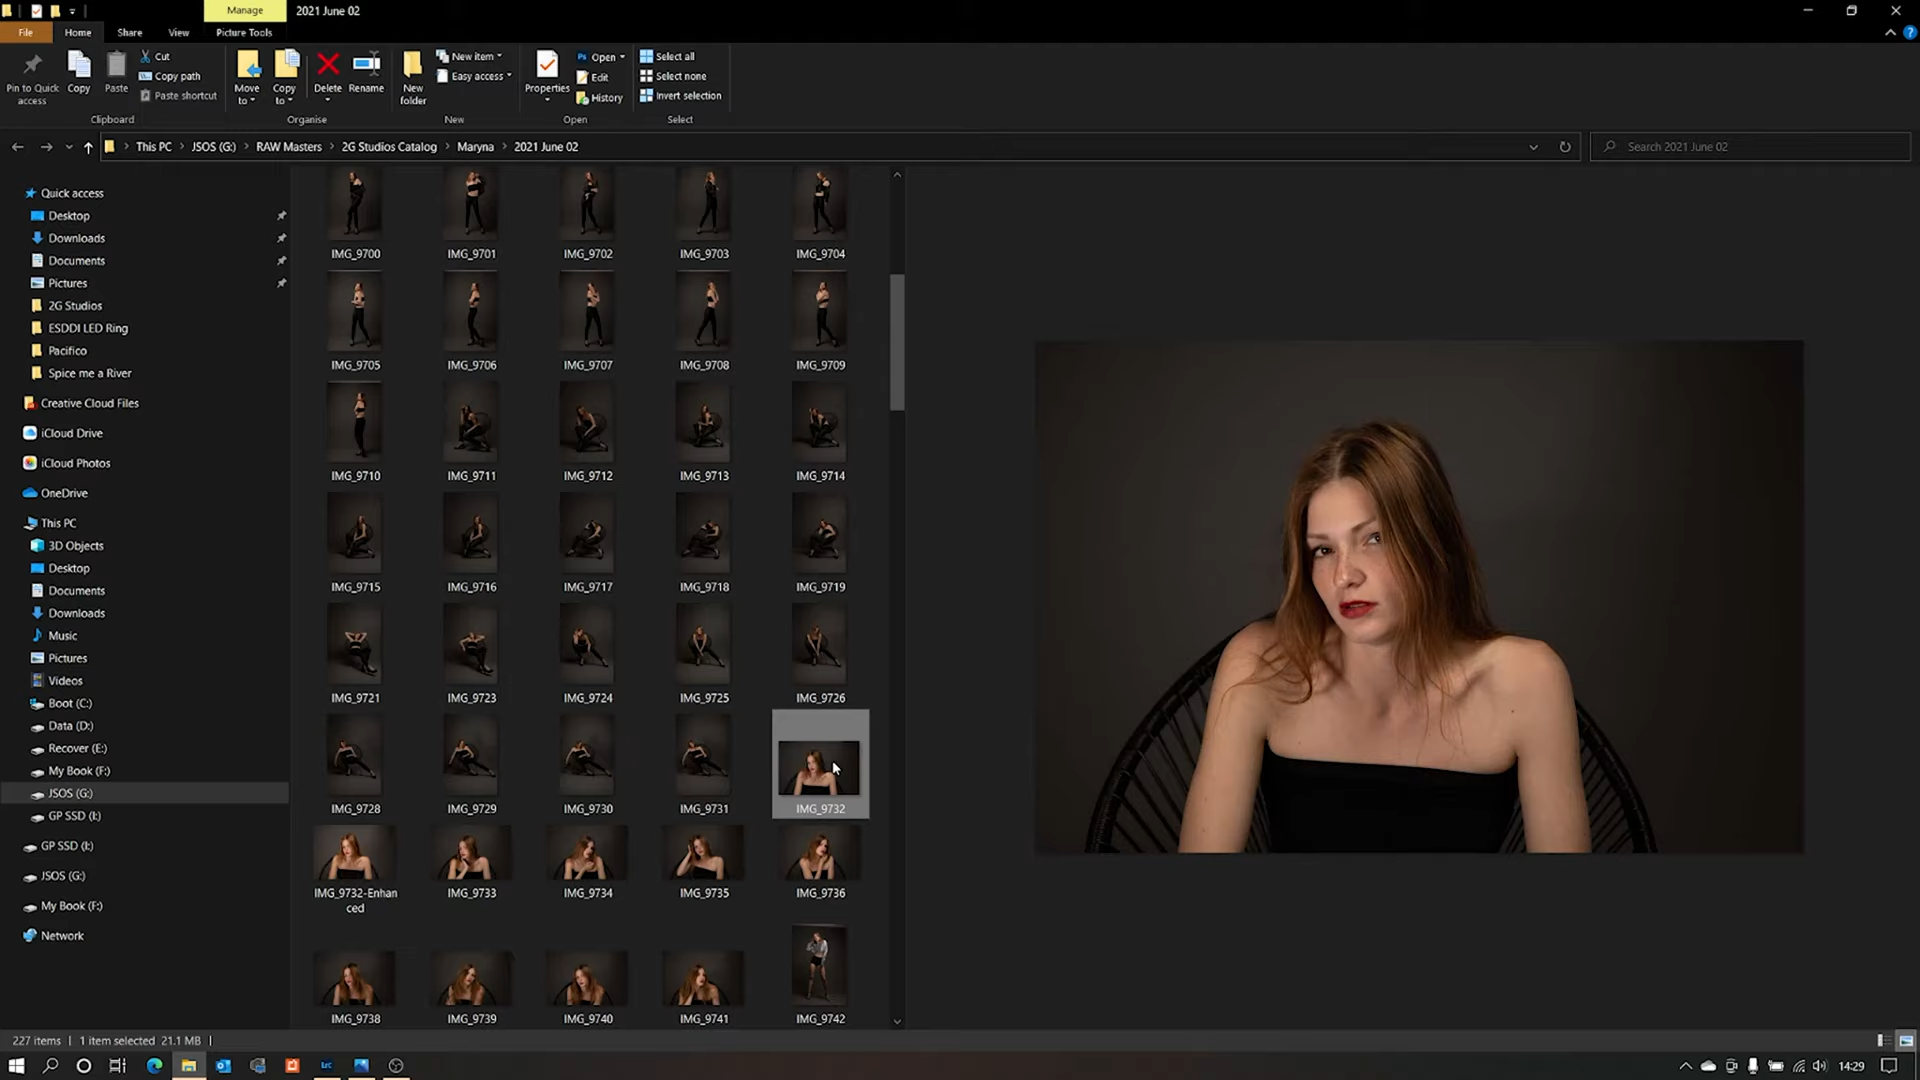 Manage
2021 June 02
File
Home
Share
View
Picture Tools
Pin to Quick access
Copy
Paste
Cut
Copy path
Paste shortcut
Move to
Copy to
Delete
Rename
New folder
New item
Easy access
Properties
Open
Edit
History
Select all
Select none
Invert selection
Clipboard
Organise
New
Open
Select
This PC > JSOS (G:) > RAW Masters > 2G Studios Catalog > Maryna > 2021 June 02
Search 2021 June 02
Quick access
Desktop
Downloads
Documents
Pictures
2G Studios
ESDDI LED Ring
Pacifico
Spice me a River
Creative Cloud Files
iCloud Drive
iCloud Photos
OneDrive
This PC
3D Objects
Desktop
Documents
Downloads
Music
Pictures
Videos
Boot (C:)
Data (D:)
Recover (E:)
My Book (F:)
JSOS (G:)
GP SSD (I:)
GP SSD (I:)
JSOS (G:)
My Book (F:)
Network
IMG_9700 IMG_9701 IMG_9702 IMG_9703 IMG_9704
IMG_9705 IMG_9706 IMG_9707 IMG_9708 IMG_9709
IMG_9710 IMG_9711 IMG_9712 IMG_9713 IMG_9714
IMG_9715 IMG_9716 IMG_9717 IMG_9718 IMG_9719
IMG_9721 IMG_9723 IMG_9724 IMG_9725 IMG_9726
IMG_9728 IMG_9729 IMG_9730 IMG_9731 IMG_9732
IMG_9732-Enhan
ced
IMG_9733 IMG_9734 IMG_9735 IMG_9736
IMG_9738 IMG_9739 IMG_9740 IMG_9741 IMG_9742
227 items
1 item selected 21.1 MB
Lrc
14:29